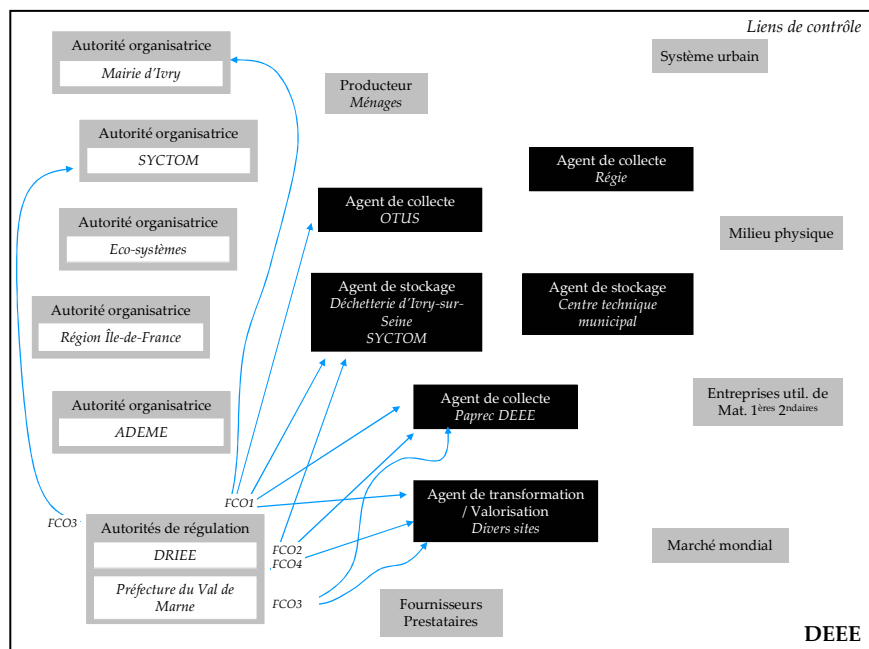 Liens de contrôle
Autorité organisatrice
Mairie d'Ivry
Système urbain
Producteur
Ménages
Autorité organisatrice
SYCTOM
Agent de collecte
Régie
Agent de collecte
OTUS
Autorité organisatrice
Eco-systèmes
Milieu physique
Agent de stockage
Déchetterie d'Ivry-sur-
Seine
SYCTOM
Agent de stockage
Centre technique
municipal
Autorité organisatrice
Région Île-de-France
Autorité organisatrice
ADEME
Agent de collecte
Paprec DEEE
Entreprises util. de
Mat. 1ères 2ndaires
FCO1
Agent de transformation
/ Valorisation
Divers sites
FCO3
Autorités de régulation
DRIEE
FCO2
FCO4
Marché mondial
Préfecture du Val de
Marne
FCO3
Fournisseurs
Prestataires
DEEE